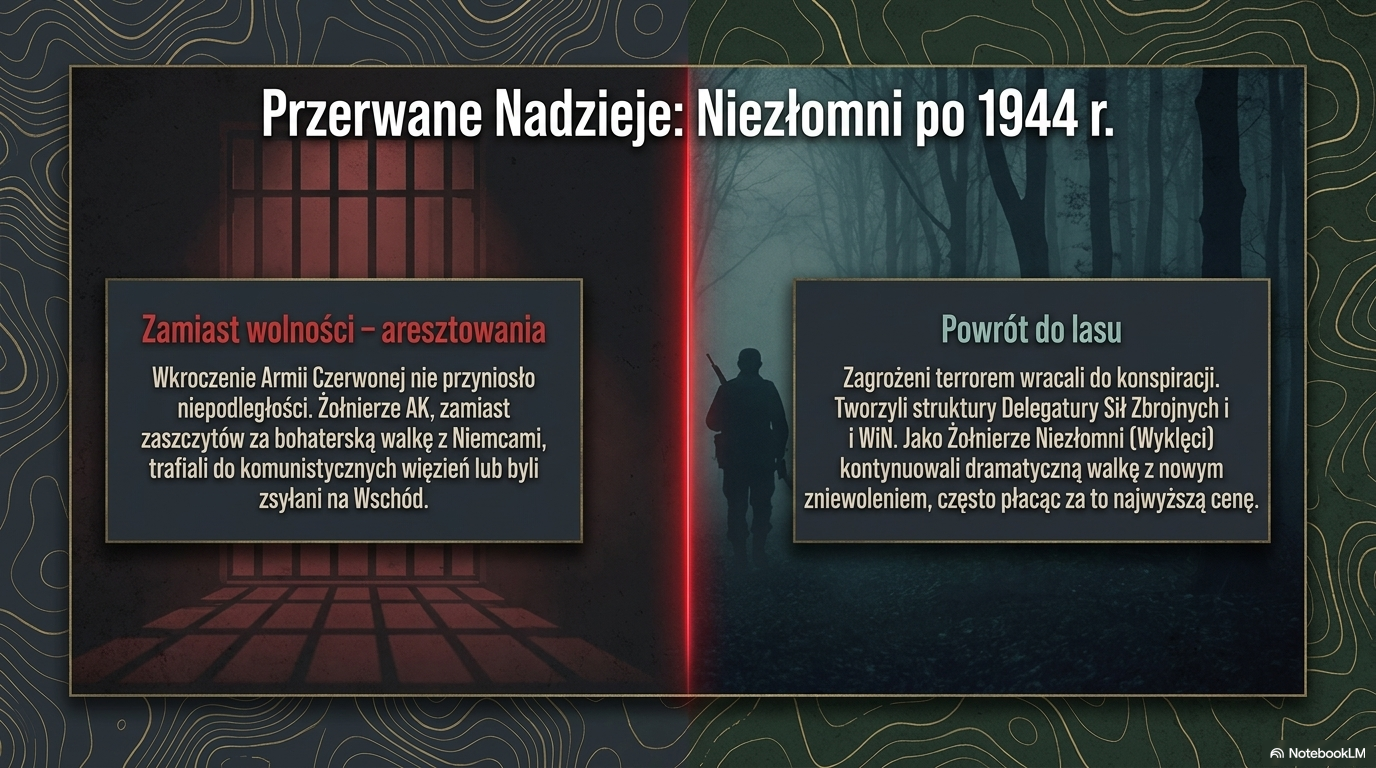 Przerwane Nadzieje: Niezłomni po 1944 r.
Zamiast wolności – aresztowania
Wkroczenie Armii Czerwonej nie przyniosło
niepodległości. Żołnierze AK, zamiast
zaszczytów za bohaterską walkę z Niemcami,
trafiali do komunistycznych więzień lub byli
zsyłani na Wschód.
Powrót do lasu
Zagrożeni terrorem wracali do konspiracji.
Tworzyli struktury Delegatury Sił Zbrojnych i
i WiN. Jako Żołnierze Niezłomni (Wyklęci)
kontynuowali dramatyczną walkę z nowym
zniewoleniem, często płacąc za to najwyższą cenę.
NotebookLM